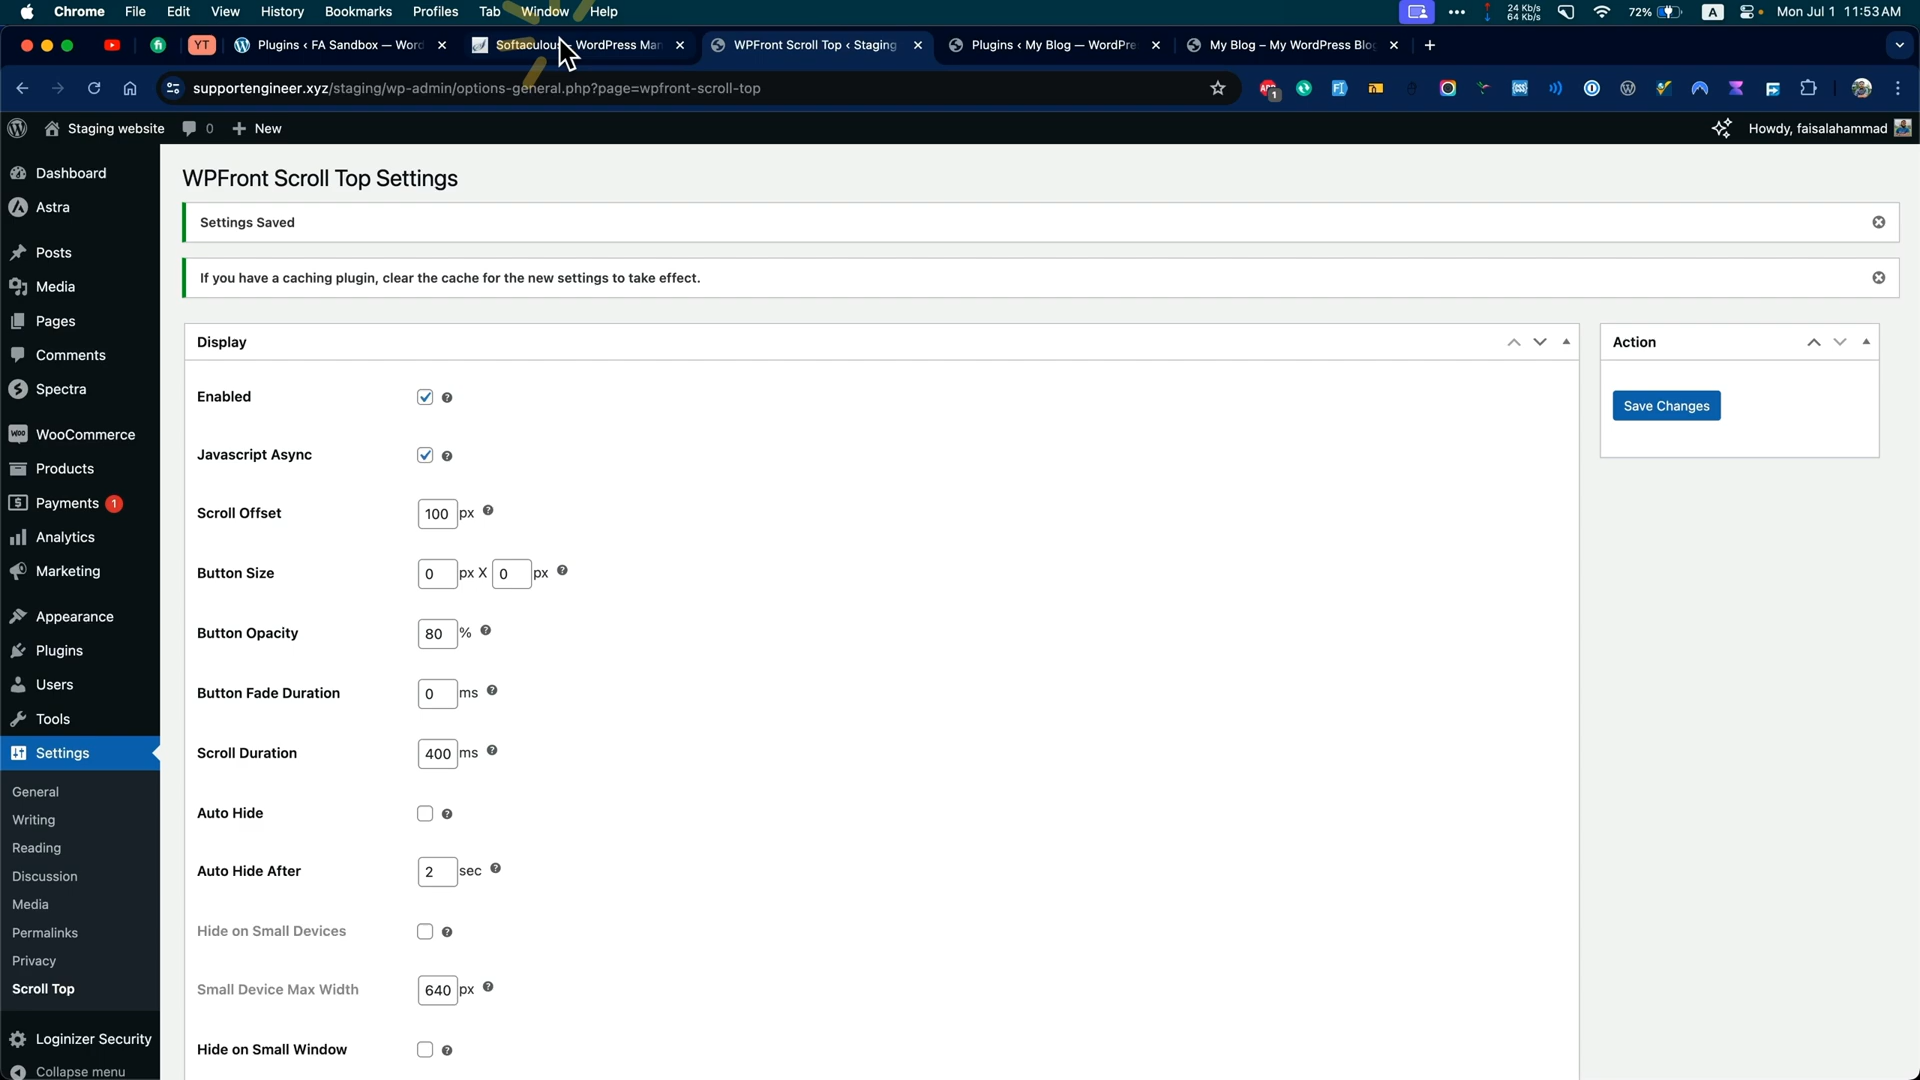 Chrome File Edit View History Bookmarks Profiles Tab Window Help
24 Kb/s
64 Kb/s
72%
A
Mon Jul 1 11:53 AM
YT
Plugins ‹ FA Sandbox — Word
Softaculous - WordPress Man
WPFront Scroll Top ‹ Staging
Plugins ‹ My Blog — WordPre
My Blog – My WordPress Blo
supportengineer.xyz/staging/wp-admin/options-general.php?page=wpfront-scroll-top
Staging website 0 New
Howdy, faisalahammad
Dashboard
Astra
Posts
Media
Pages
Comments
Spectra
WooCommerce
Products
Payments 1
Analytics
Marketing
Appearance
Plugins
Users
Tools
Settings
General
Writing
Reading
Discussion
Media
Permalinks
Privacy
Scroll Top
Loginizer Security
Collapse menu
WPFront Scroll Top Settings
Settings Saved
If you have a caching plugin, clear the cache for the new settings to take effect.
Display
Enabled
Javascript Async
Scroll Offset 100 px
Button Size 0 px X 0 px
Button Opacity 80 %
Button Fade Duration 0 ms
Scroll Duration 400 ms
Auto Hide
Auto Hide After 2 sec
Hide on Small Devices
Small Device Max Width 640 px
Hide on Small Window
Action
Save Changes